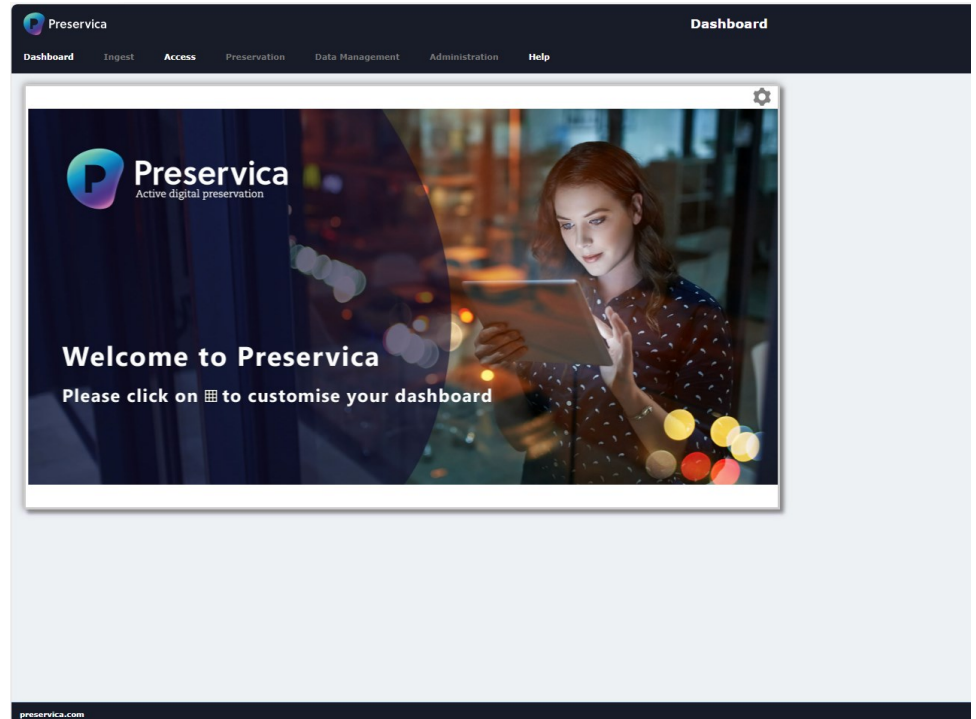 Preservica
Dashboard
Dashboard Ingest Access Preservation Data Management Administration Help
Preservica
Active digital preservation
Welcome to Preservica
Please click on ⊞ to customise your dashboard
preservica.com